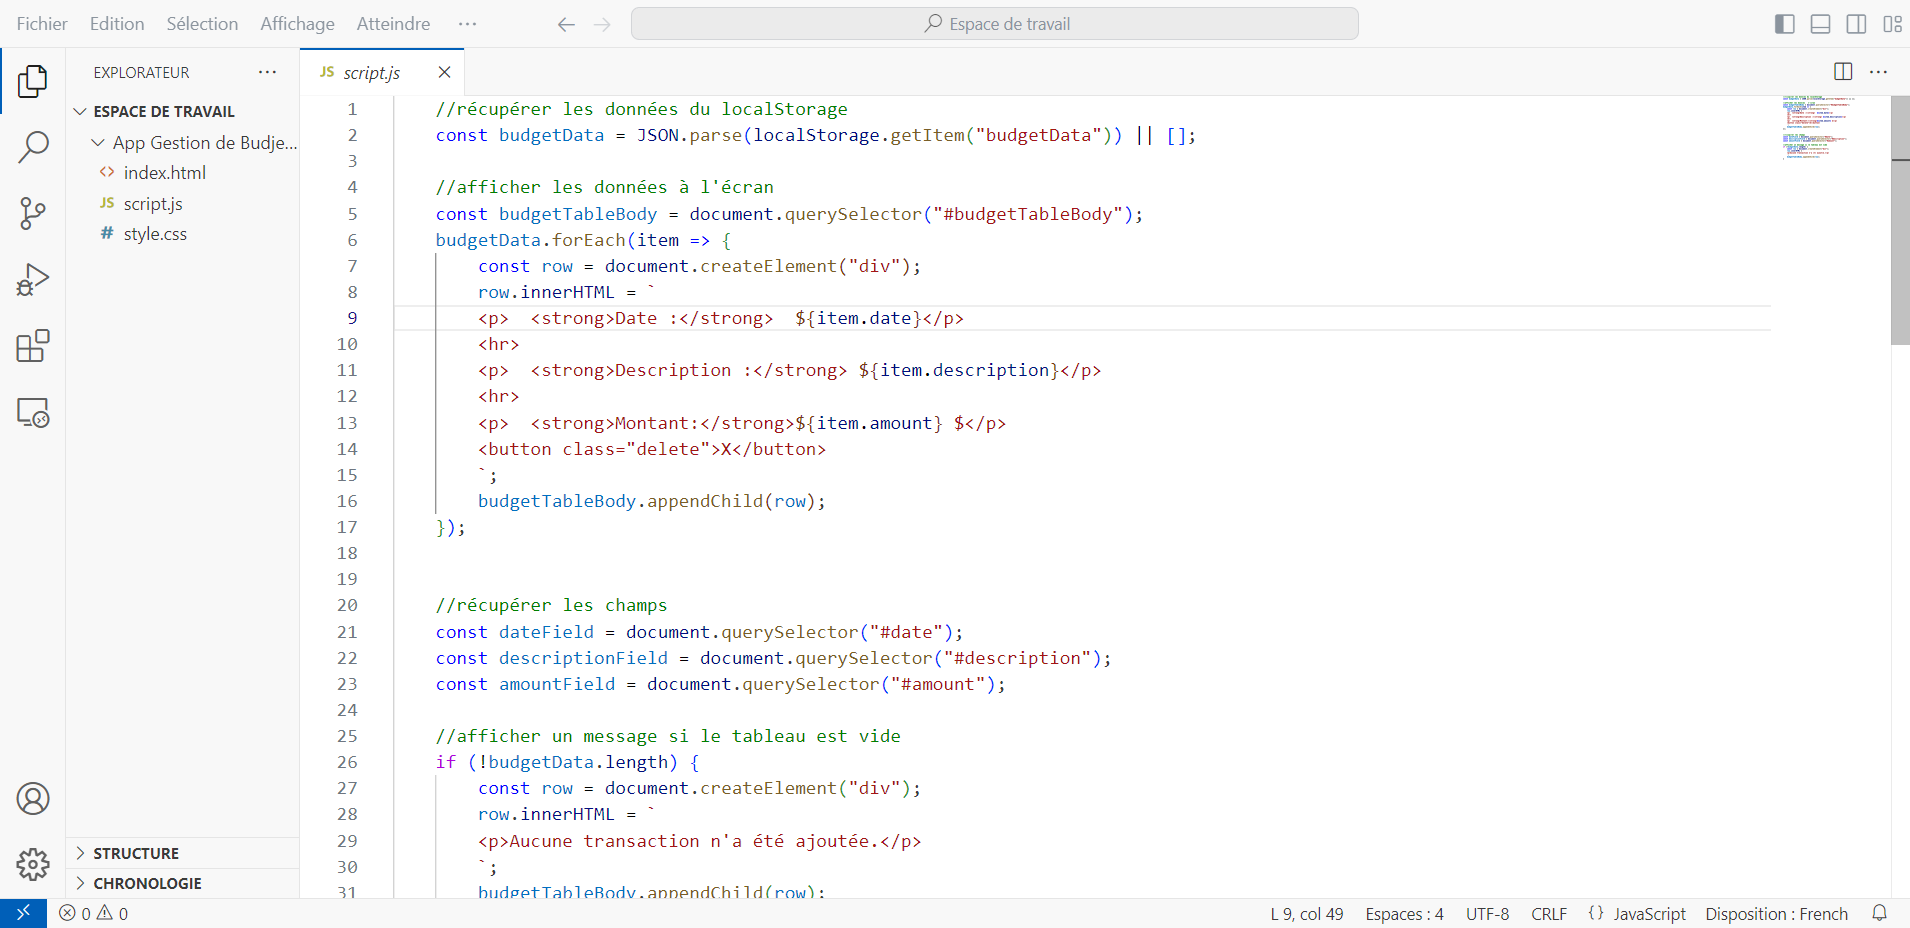 Fichier Edition Sélection Affichage Atteindre ··· Espace de travail
EXPLORATEUR ···
ESPACE DE TRAVAIL
App Gestion de Budje...
<> index.html
JS script.js
# style.css
STRUCTURE
CHRONOLOGIE
JS script.js
1 //récupérer les données du localStorage
2 const budgetData = JSON.parse(localStorage.getItem("budgetData")) || [];
3
4 //afficher les données à l'écran
5 const budgetTableBody = document.querySelector("#budgetTableBody");
6 budgetData.forEach(item => {
7 const row = document.createElement("div");
8 row.innerHTML = `
9 <p>  <strong>Date :</strong>  ${item.date}</p>
10 <hr>
11 <p>  <strong>Description :</strong> ${item.description}</p>
12 <hr>
13 <p>  <strong>Montant:</strong>${item.amount} $</p>
14 <button class="delete">X</button>
15 `;
16 budgetTableBody.appendChild(row);
17 });
18
19
20 //récupérer les champs
21 const dateField = document.querySelector("#date");
22 const descriptionField = document.querySelector("#description");
23 const amountField = document.querySelector("#amount");
24
25 //afficher un message si le tableau est vide
26 if (!budgetData.length) {
27 const row = document.createElement("div");
28 row.innerHTML = `
29 <p>Aucune transaction n'a été ajoutée.</p>
30 `;
31 budgetTableBody.appendChild(row);
0 0 L 9, col 49 Espaces : 4 UTF-8 CRLF {} JavaScript Disposition : French